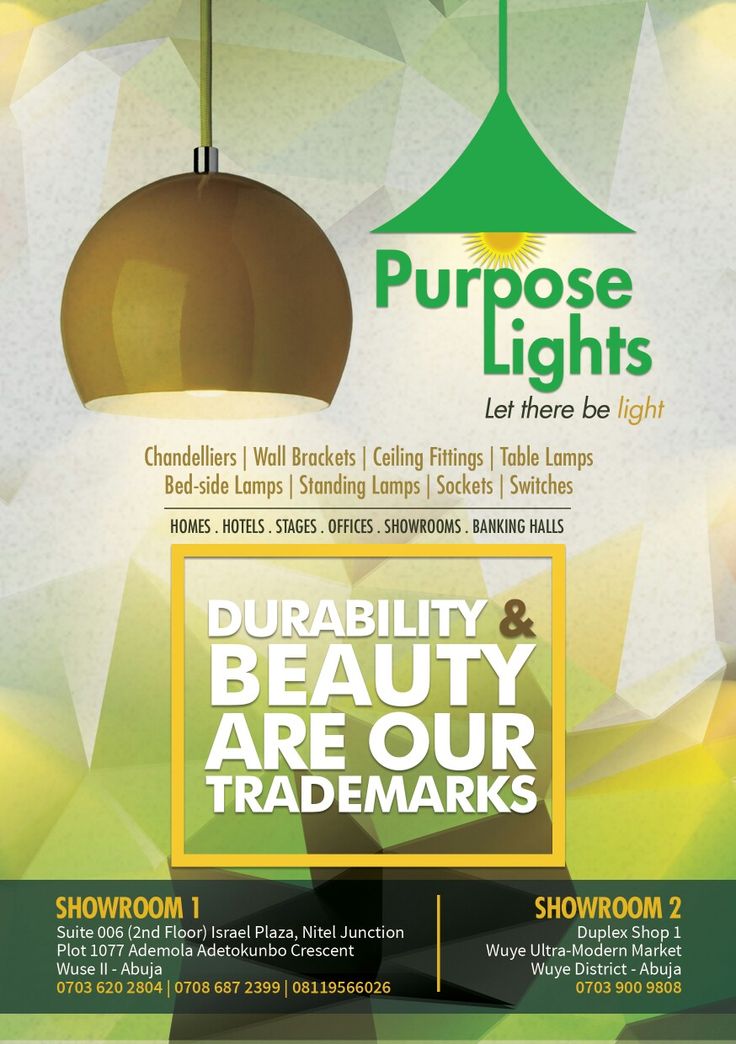 Purpose
Lights
Let there be light
Chandelliers | Wall Brackets | Ceiling Fittings | Table Lamps
Bed-side Lamps | Standing Lamps | Sockets | Switches
HOMES . HOTELS . STAGES . OFFICES . SHOWROOMS . BANKING HALLS
DURABILITY &
BEAUTY
ARE OUR
TRADEMARKS
SHOWROOM 1
Suite 006 (2nd Floor) Israel Plaza, Nitel Junction
Plot 1077 Ademola Adetokunbo Crescent
Wuse II - Abuja
0703 620 2804 | 0708 687 2399 | 08119566026
SHOWROOM 2
Duplex Shop 1
Wuye Ultra-Modern Market
Wuye District - Abuja
0703 900 9808